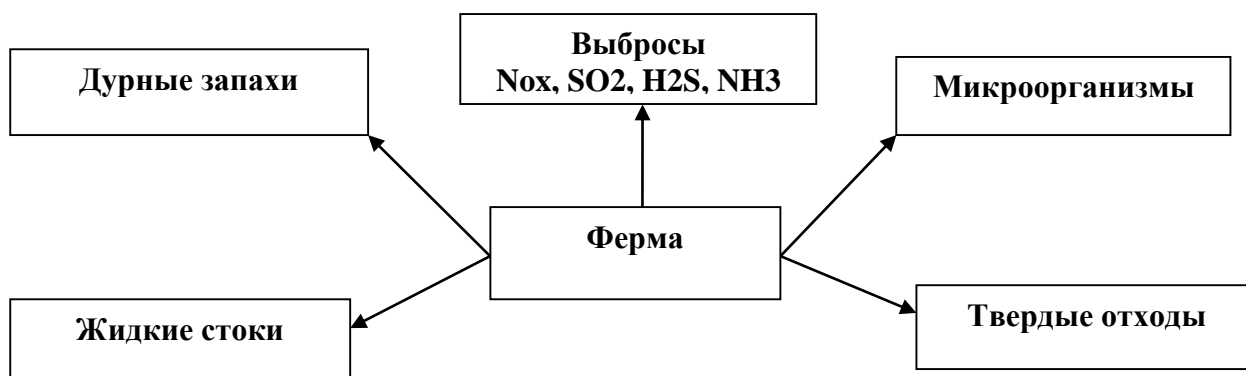 Выбросы
Nox, SO2, H2S, NH3
Дурные запахи
Микроорганизмы
Ферма
Жидкие стоки
Твердые отходы